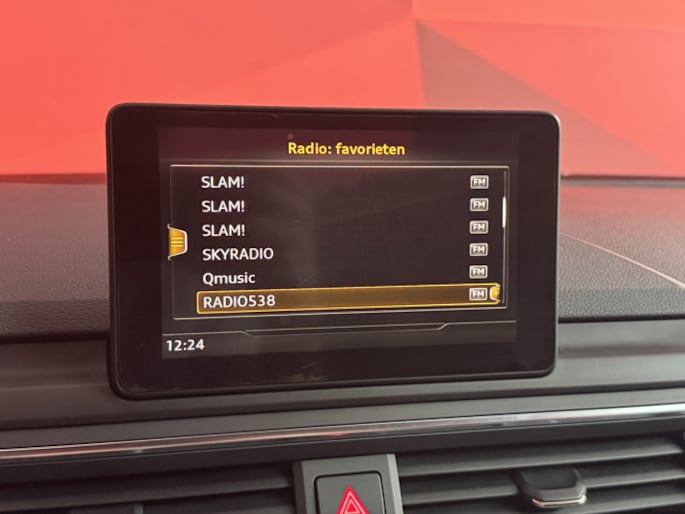 Radio: favorieten
SLAM! FM
SLAM! FM
SLAM! FM
SKYRADIO FM
Qmusic FM
RADIO538 FM
12:24